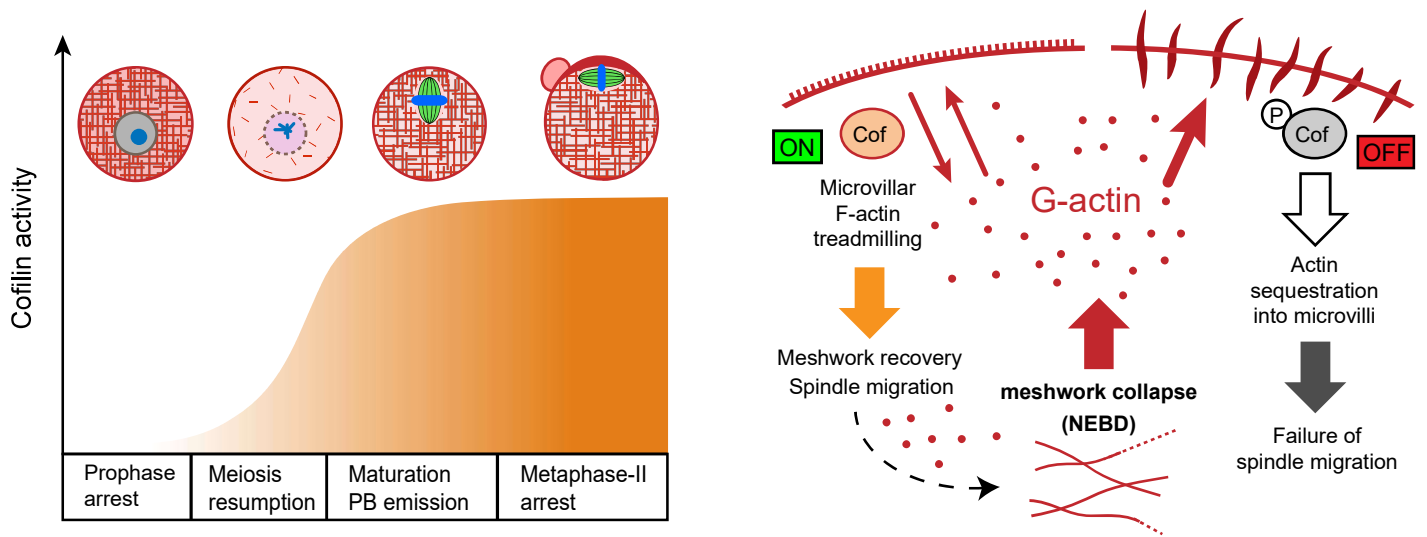 Cofilin activity
Prophase
arrest
Meiosis
resumption
Maturation
PB emission
Metaphase-II
arrest
ON
Cof
Microvillar
F-actin
treadmilling
Meshwork recovery
Spindle migration
G-actin
meshwork collapse
(NEBD)
P
Cof
OFF
Actin
sequestration
into microvilli
Failure of
spindle migration